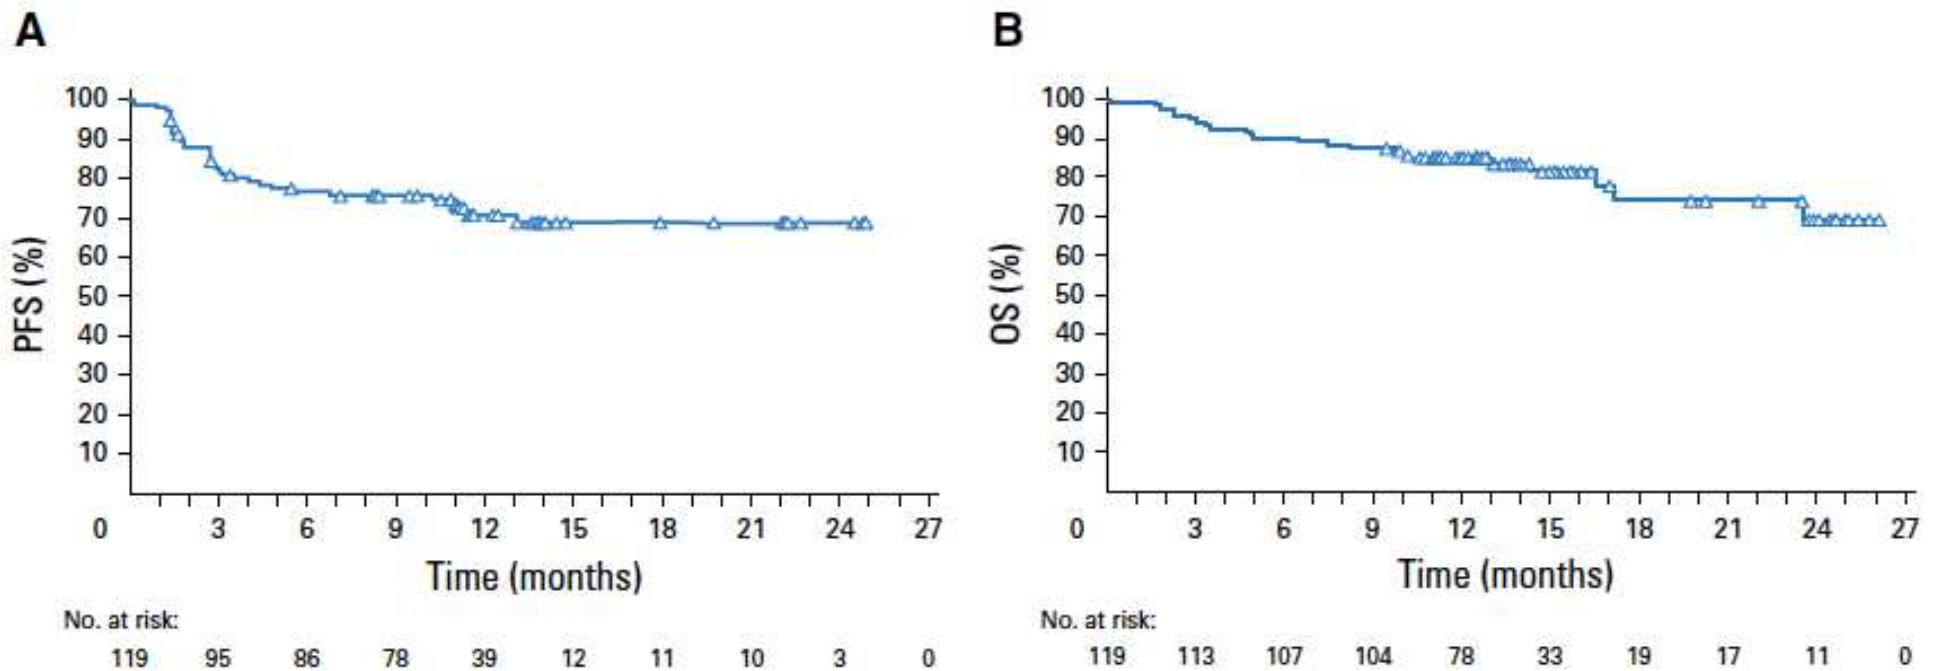 A
PFS (%)
100
90
80
70
60
50
40
30
20
10
0 3 6 9 12 15 18 21 24 27
Time (months)
No. at risk:
119 95 86 78 39 12 11 10 3 0
B
OS (%)
100
90
80
70
60
50
40
30
20
10
0 3 6 9 12 15 18 21 24 27
Time (months)
No. at risk:
119 113 107 104 78 33 19 17 11 0